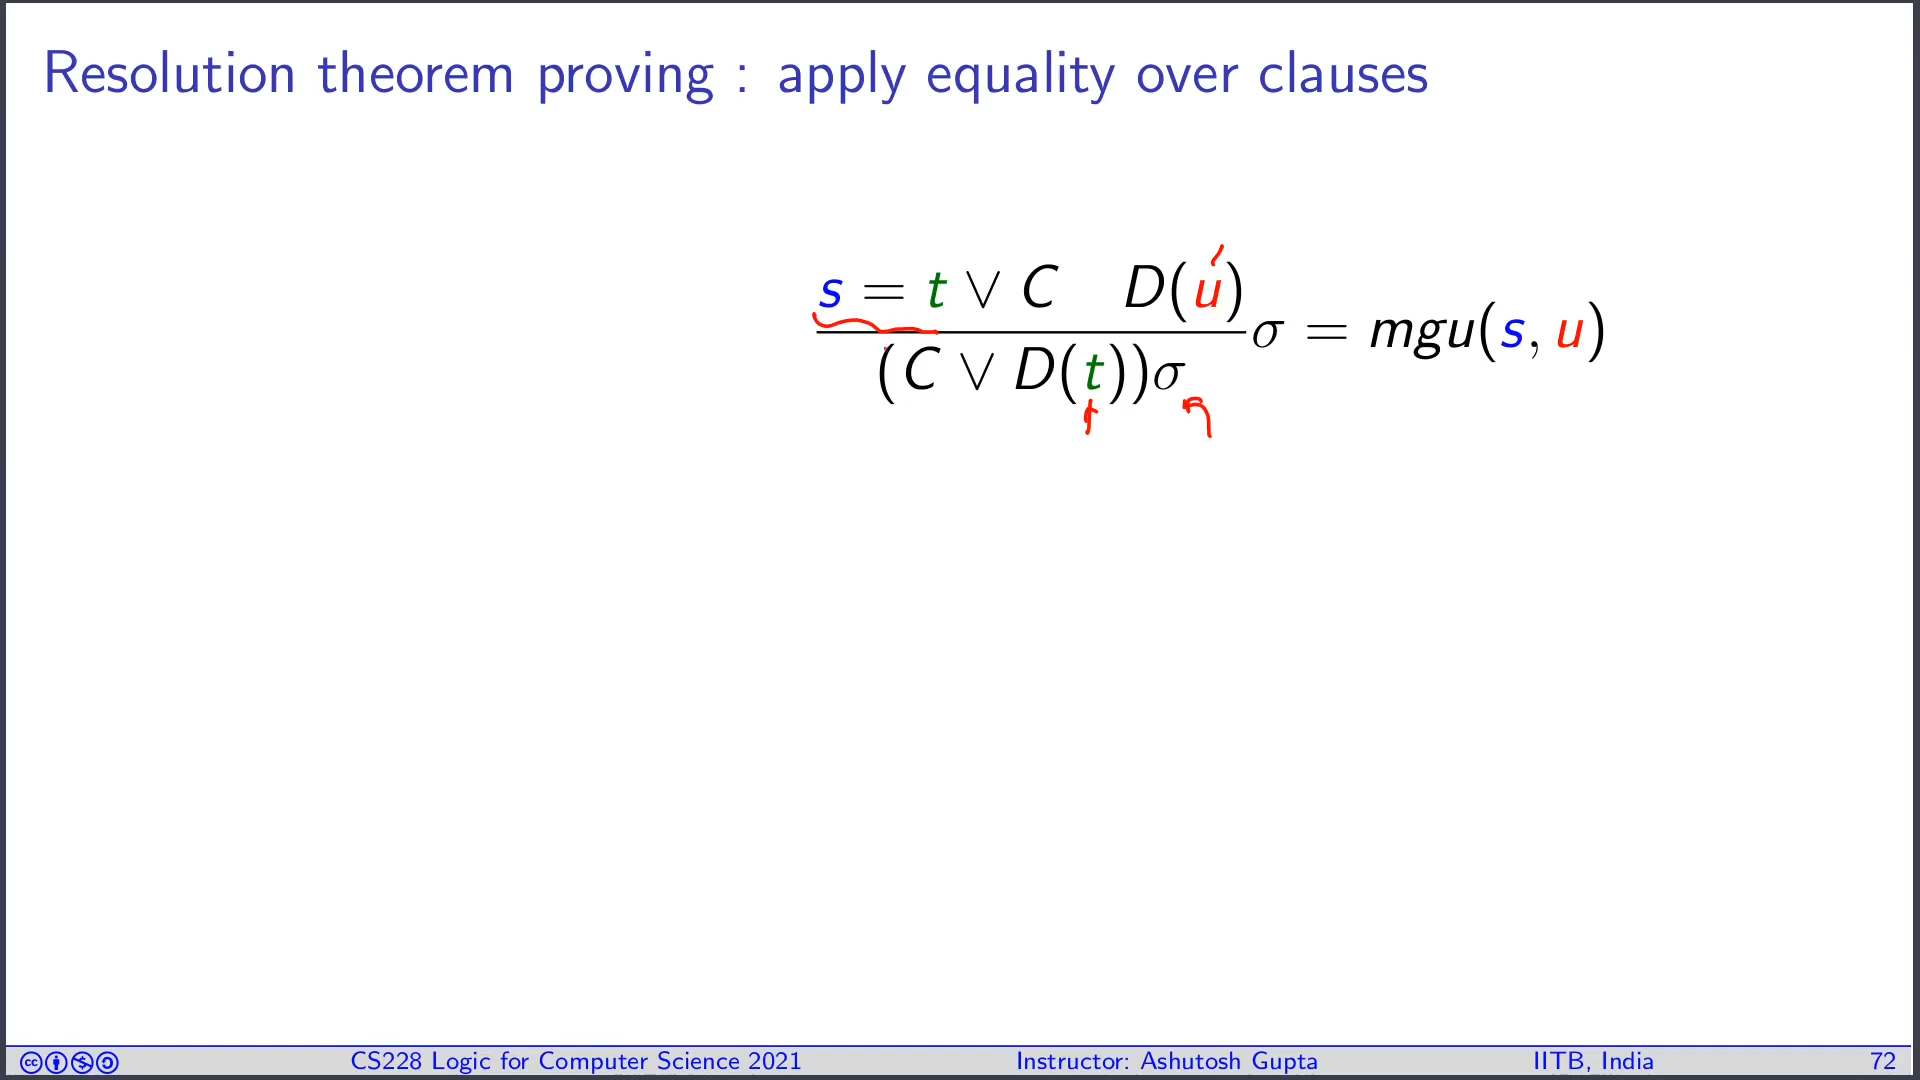 Resolution theorem proving : apply equality over clauses
s = t ∨ C D(u)
(C ∨ D(t))σ
σ = mgu(s, u)
CS228 Logic for Computer Science 2021 Instructor: Ashutosh Gupta IITB, India 72